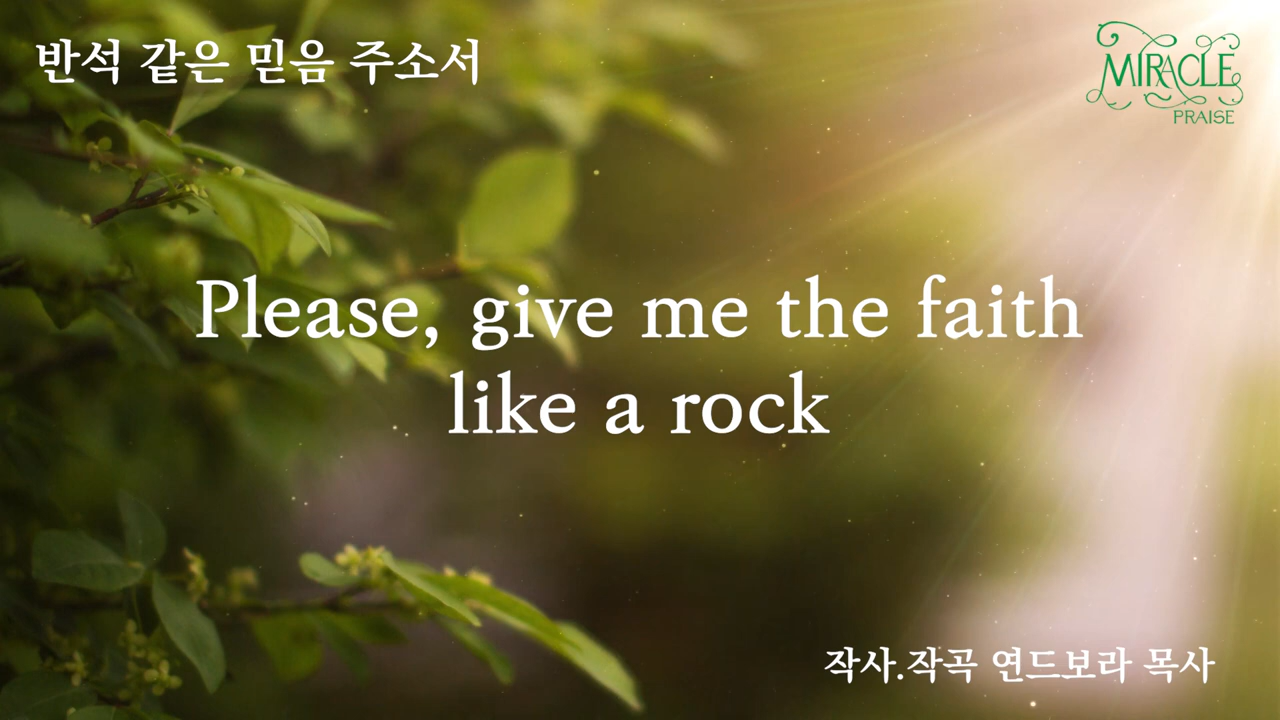 반석 같은 믿음 주소서
MIRACLE
PRAISE
Please, give me the faith
like a rock
작사.작곡 연드보라 목사